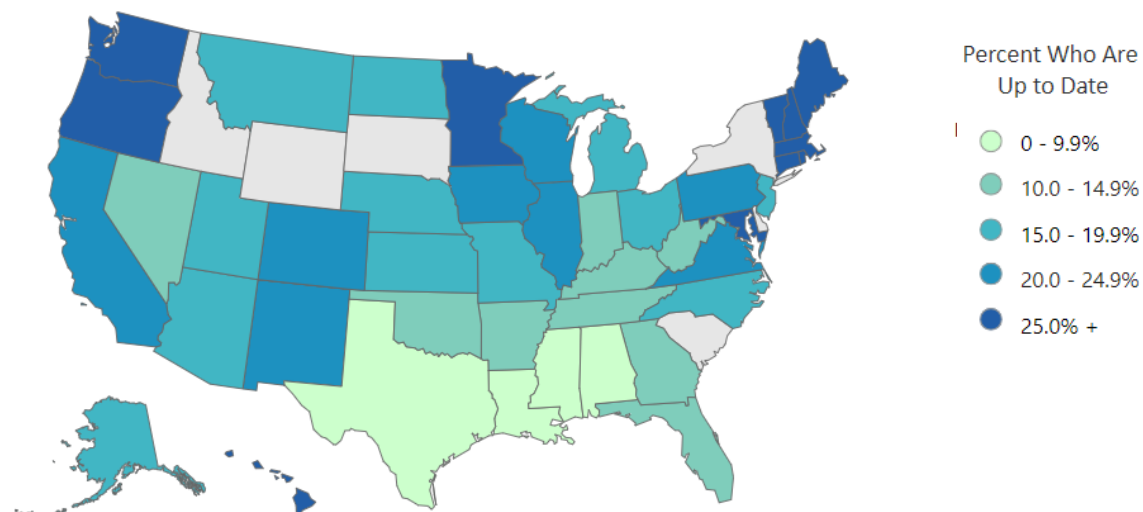 Percent Who Are
Up to Date
0 - 9.9%
10.0 - 14.9%
15.0 - 19.9%
20.0 - 24.9%
25.0% +